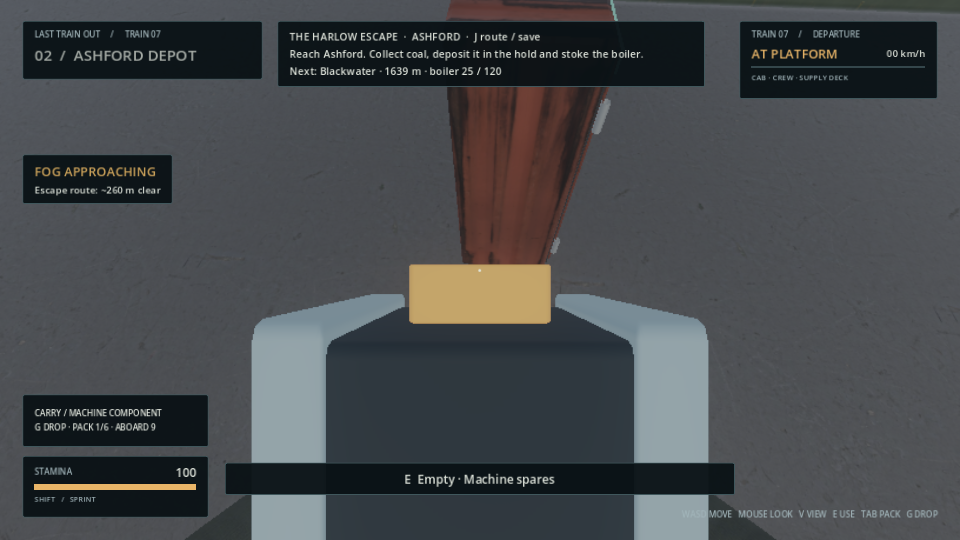 LAST TRAIN OUT / TRAIN 07
02 / ASHFORD DEPOT
THE HARLOW ESCAPE · ASHFORD · J route / save
Reach Ashford. Collect coal, deposit it in the hold and stoke the boiler.
Next: Blackwater · 1639 m · boiler 25 / 120
TRAIN 07 / DEPARTURE
AT PLATFORM 00 km/h
CAB · CREW · SUPPLY DECK
FOG APPROACHING
Escape route: ~260 m clear
CARRY / MACHINE COMPONENT
G DROP · PACK 1/6 · ABOARD 9
STAMINA 100
SHIFT / SPRINT
E Empty · Machine spares
WASD MOVE MOUSE LOOK V VIEW E USE TAB PACK G DROP